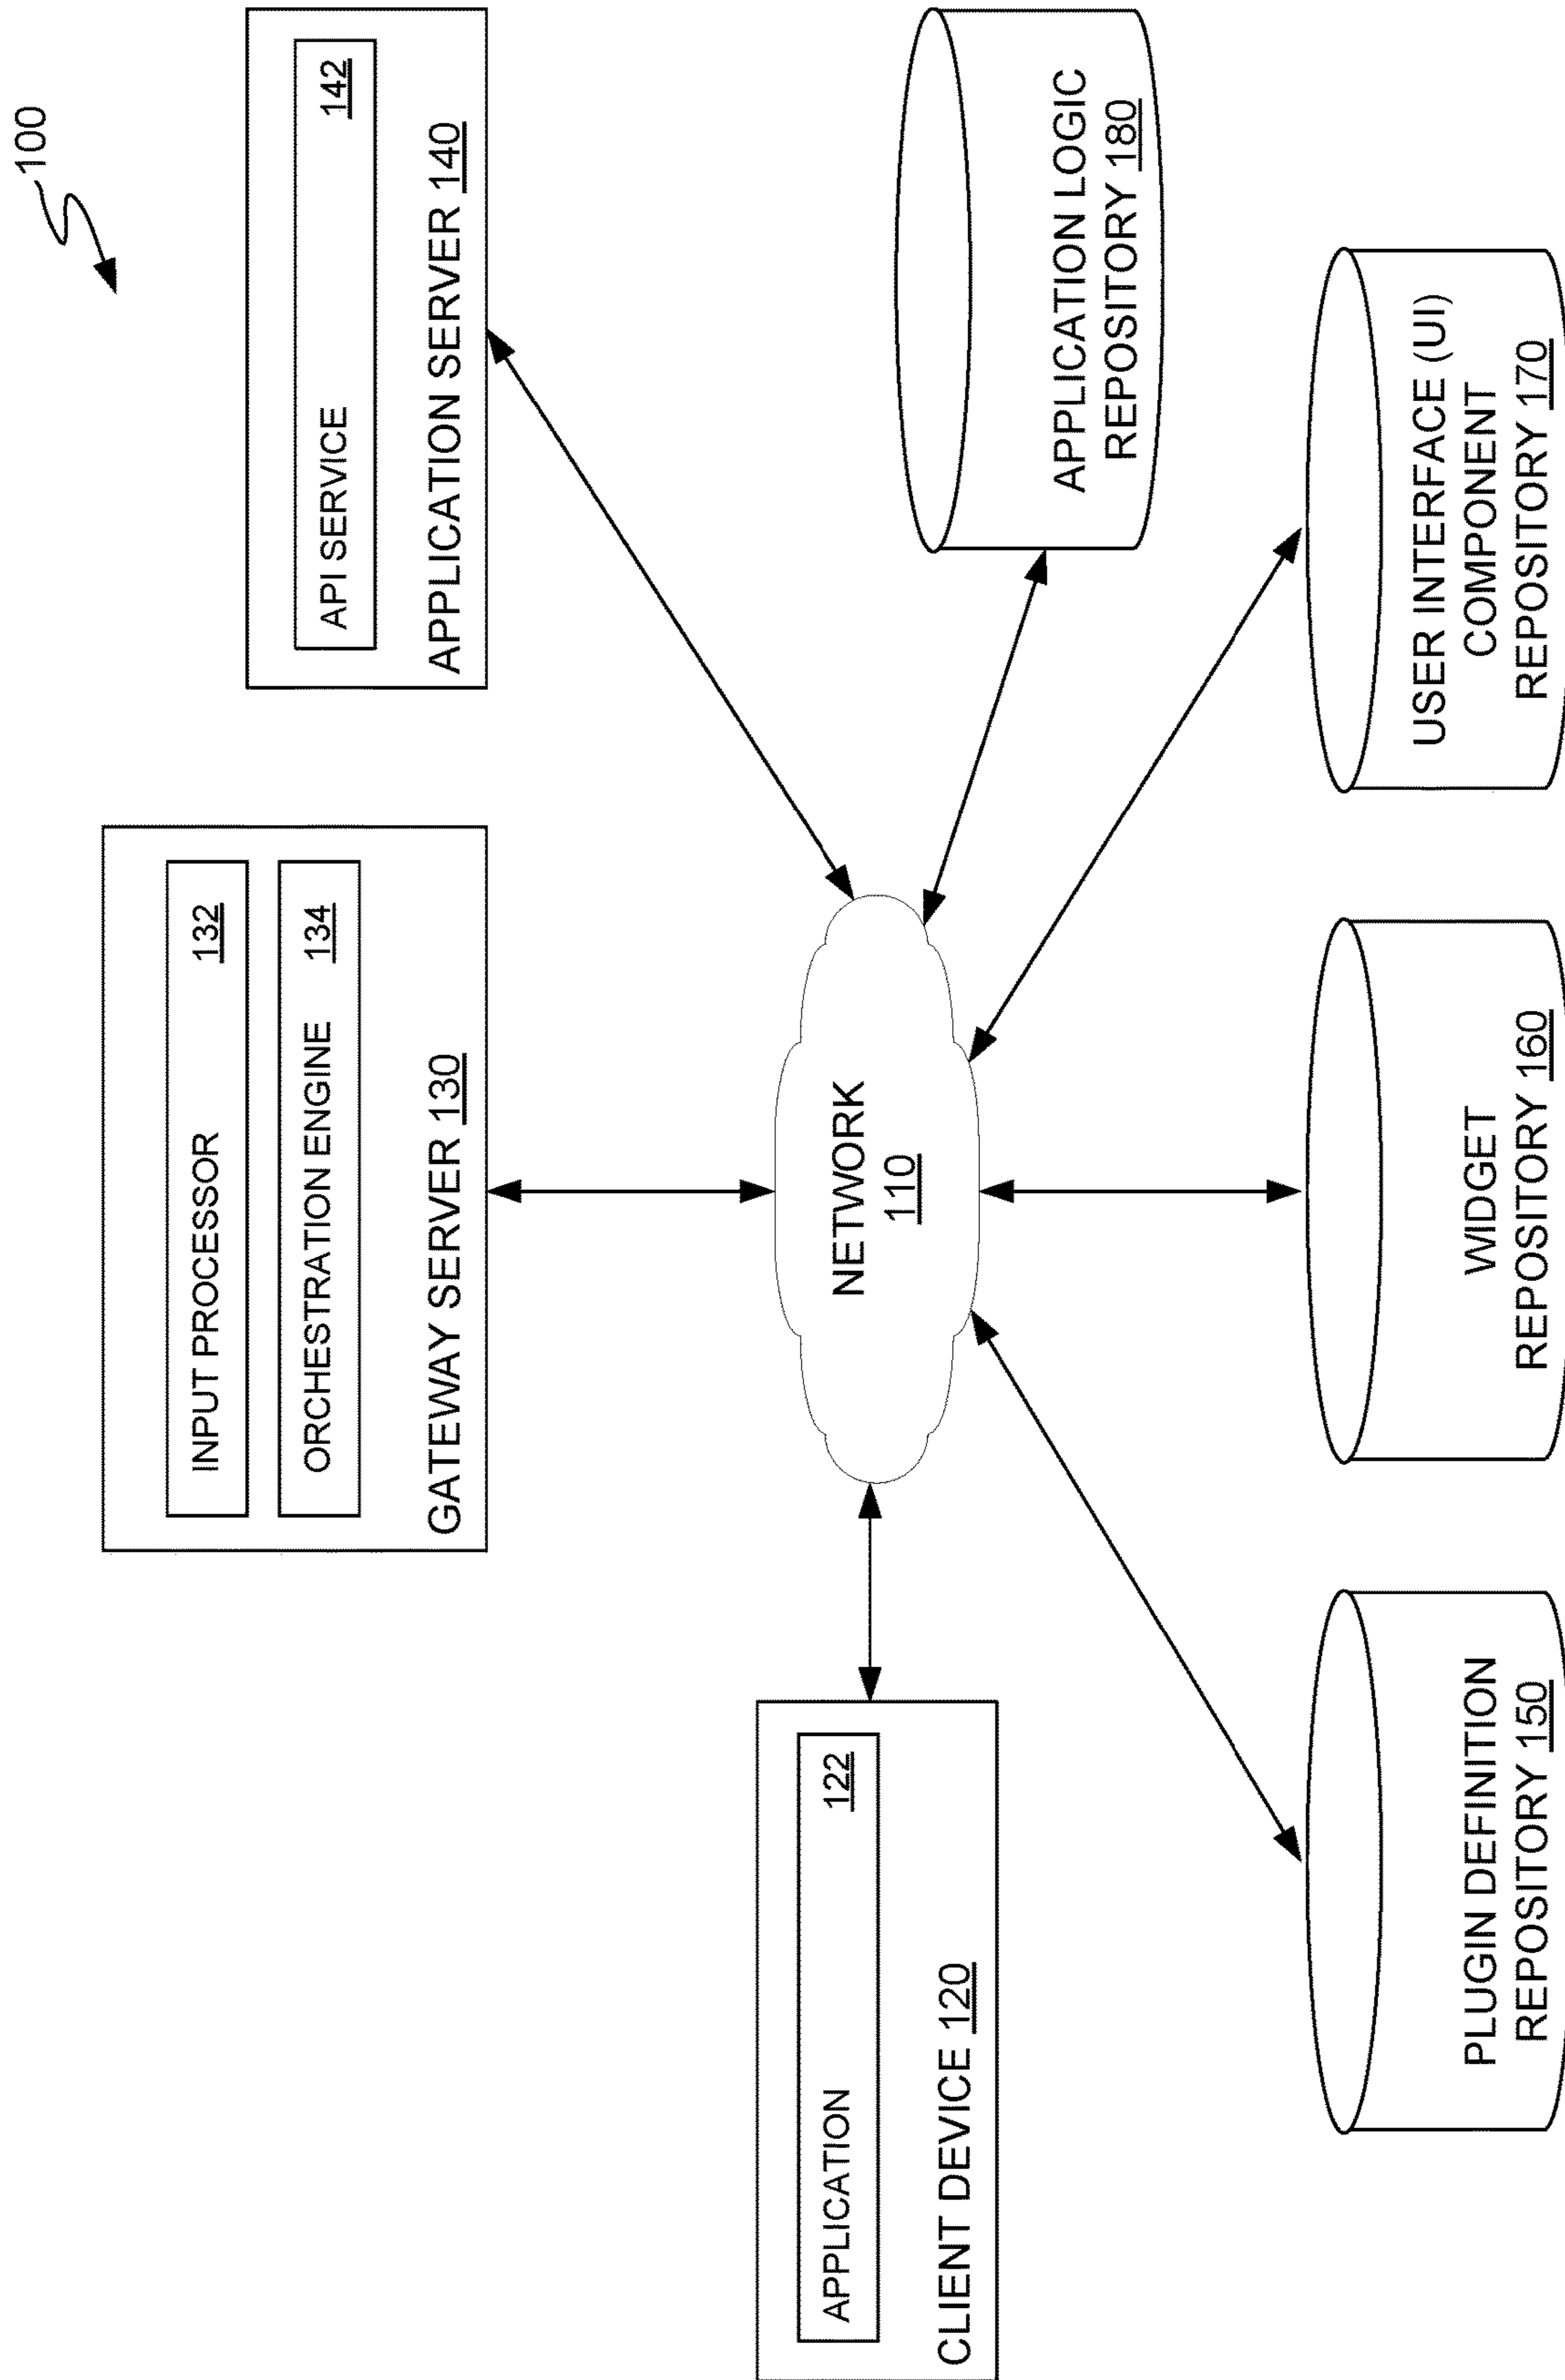 100
INPUT PROCESSOR 132
ORCHESTRATION ENGINE 134
GATEWAY SERVER 130
API SERVICE 142
APPLICATION SERVER 140
APPLICATION 122
CLIENT DEVICE 120
NETWORK
110
APPLICATION LOGIC
REPOSITORY 180
PLUGIN DEFINITION
REPOSITORY 150
WIDGET
REPOSITORY 160
USER INTERFACE (UI)
COMPONENT
REPOSITORY 170